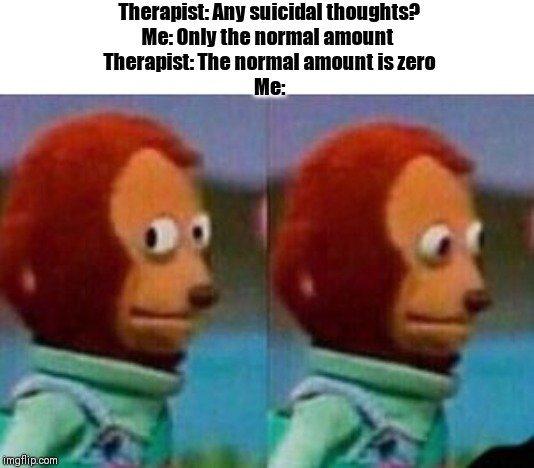 Therapist: Any suicidal thoughts?
Me: Only the normal amount
Therapist: The normal amount is zero
Me:
imgflip.com